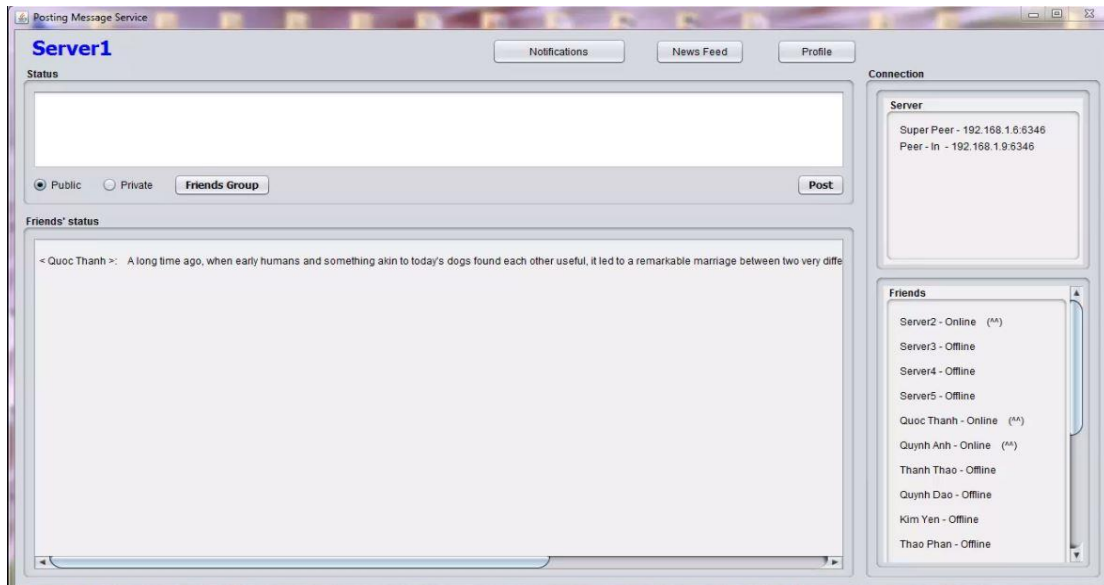 Posting Message Service
Server1
Notifications
News Feed
Profile
Status
Public
Private
Friends Group
Post
Friends' status
< Quoc Thanh >: A long time ago, when early humans and something akin to today's dogs found each other useful, it led to a remarkable marriage between two very diffe
Connection
Server
Super Peer - 192.168.1.6:6346
Peer - In - 192.168.1.9:6346
Friends
Server2 - Online (^^)
Server3 - Offline
Server4 - Offline
Server5 - Offline
Quoc Thanh - Online (^^)
Quynh Anh - Online (^^)
Thanh Thao - Offline
Quynh Dao - Offline
Kim Yen - Offline
Thao Phan - Offline